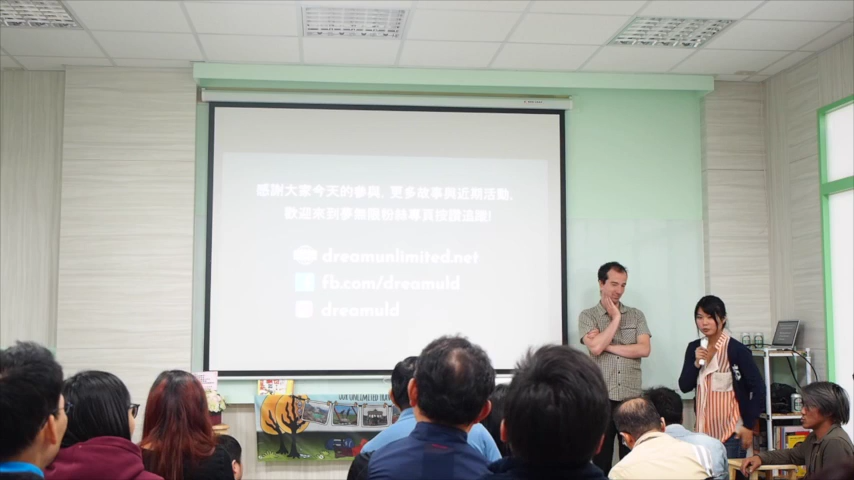 感謝大家今天的參與, 更多故事與近期活動,
歡迎來到夢無限粉絲專頁按讚追蹤!
dreamunlimited.net
fb.com/dreamuld
dreamuld
OUR UNLIMITED